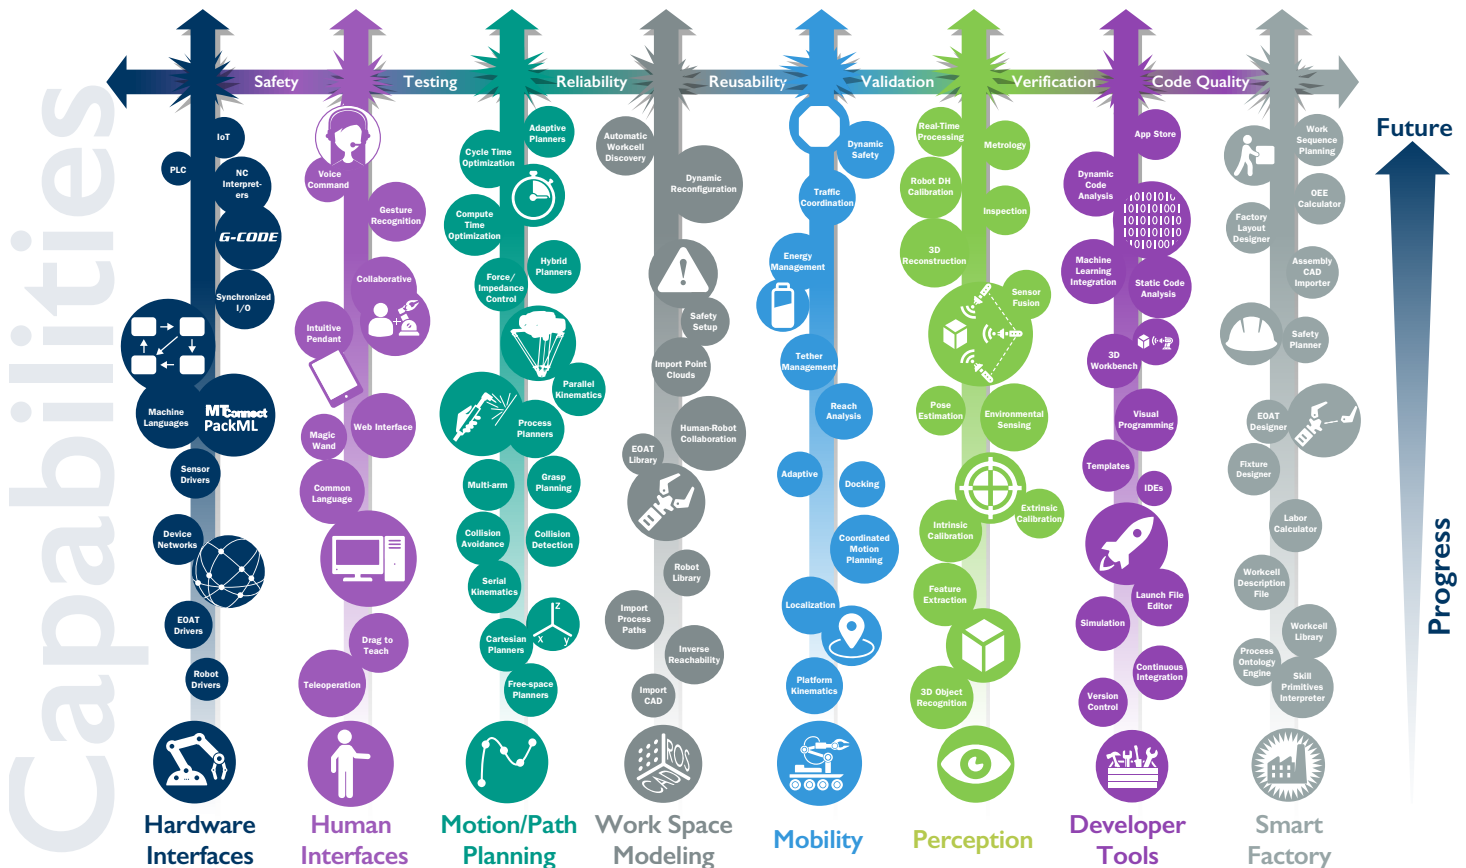 Capabilities
Safety
Testing
Reliability
Reusability
Validation
Verification
Code Quality
Future
Progress
IoT
PLC
NC
Interpret-
ers
G-CODE
Synchronized
I/O
Machine
Languages
MTConnect
PackML
Sensor
Drivers
Device
Networks
EOAT
Drivers
Robot
Drivers
Hardware
Interfaces
Voice
Command
Gesture
Recognition
Collaborative
Intuitive
Pendant
Magic
Wand
Web Interface
Common
Language
Drag to
Teach
Teleoperation
Human
Interfaces
Adaptive
Planners
Cycle Time
Optimization
Compute
Time
Optimization
Hybrid
Planners
Force/
Impedance
Control
Parallel
Kinematics
Process
Planners
Multi-arm
Grasp
Planning
Collision
Avoidance
Collision
Detection
Serial
Kinematics
Z
X
y
Cartesian
Planners
Free-space
Planners
Motion/Path
Planning
Automatic
Workcell
Discovery
Dynamic
Reconfiguration
Safety
Setup
Import Point
Clouds
Human-Robot
Collaboration
EOAT
Library
Robot
Library
Import
Process
Paths
Inverse
Reachability
Import
CAD
ROS
CAD
Work Space
Modeling
Dynamic
Safety
Traffic
Coordination
Energy
Management
Tether
Management
Reach
Analysis
Adaptive
Docking
Coordinated
Motion
Planning
Localization
Platform
Kinematics
Mobility
Real-Time
Processing
Metrology
Robot DH
Calibration
Inspection
3D
Reconstruction
Sensor
Fusion
Pose
Estimation
Environmental
Sensing
Extrinsic
Calibration
Intrinsic
Calibration
Feature
Extraction
3D Object
Recognition
Perception
App Store
Dynamic
Code
Analysis
0101010
1010101
0101010
1010101
Machine
Learning
Integration
Static Code
Analysis
3D
Workbench
Visual
Programming
Templates
IDEs
Launch File
Editor
Simulation
Continuous
Integration
Version
Control
Developer
Tools
Work
Sequence
Planning
OEE
Calculator
Factory
Layout
Designer
Assembly
CAD
Importer
Safety
Planner
EOAT
Designer
Fixture
Designer
Labor
Calculator
Workcell
Description
File
Workcell
Library
Process
Ontology
Engine
Skill
Primitives
Interpreter
Smart
Factory